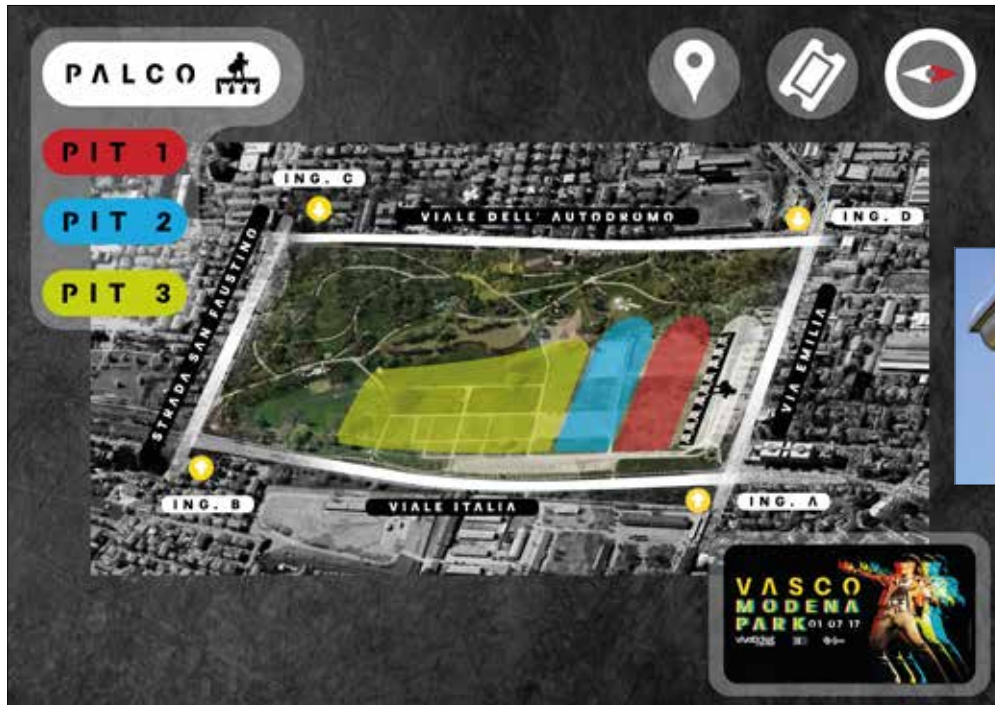 PALCO
PIT 1
PIT 2
PIT 3
ING. C
VIALE DELL' AUTODROMO
ING. D
STRADA SAN FAUSTINO
VIA EMILIA
ING. B
VIALE ITALIA
ING. A
VASCO
MODENA
PARK 01 07 17
vivaticket